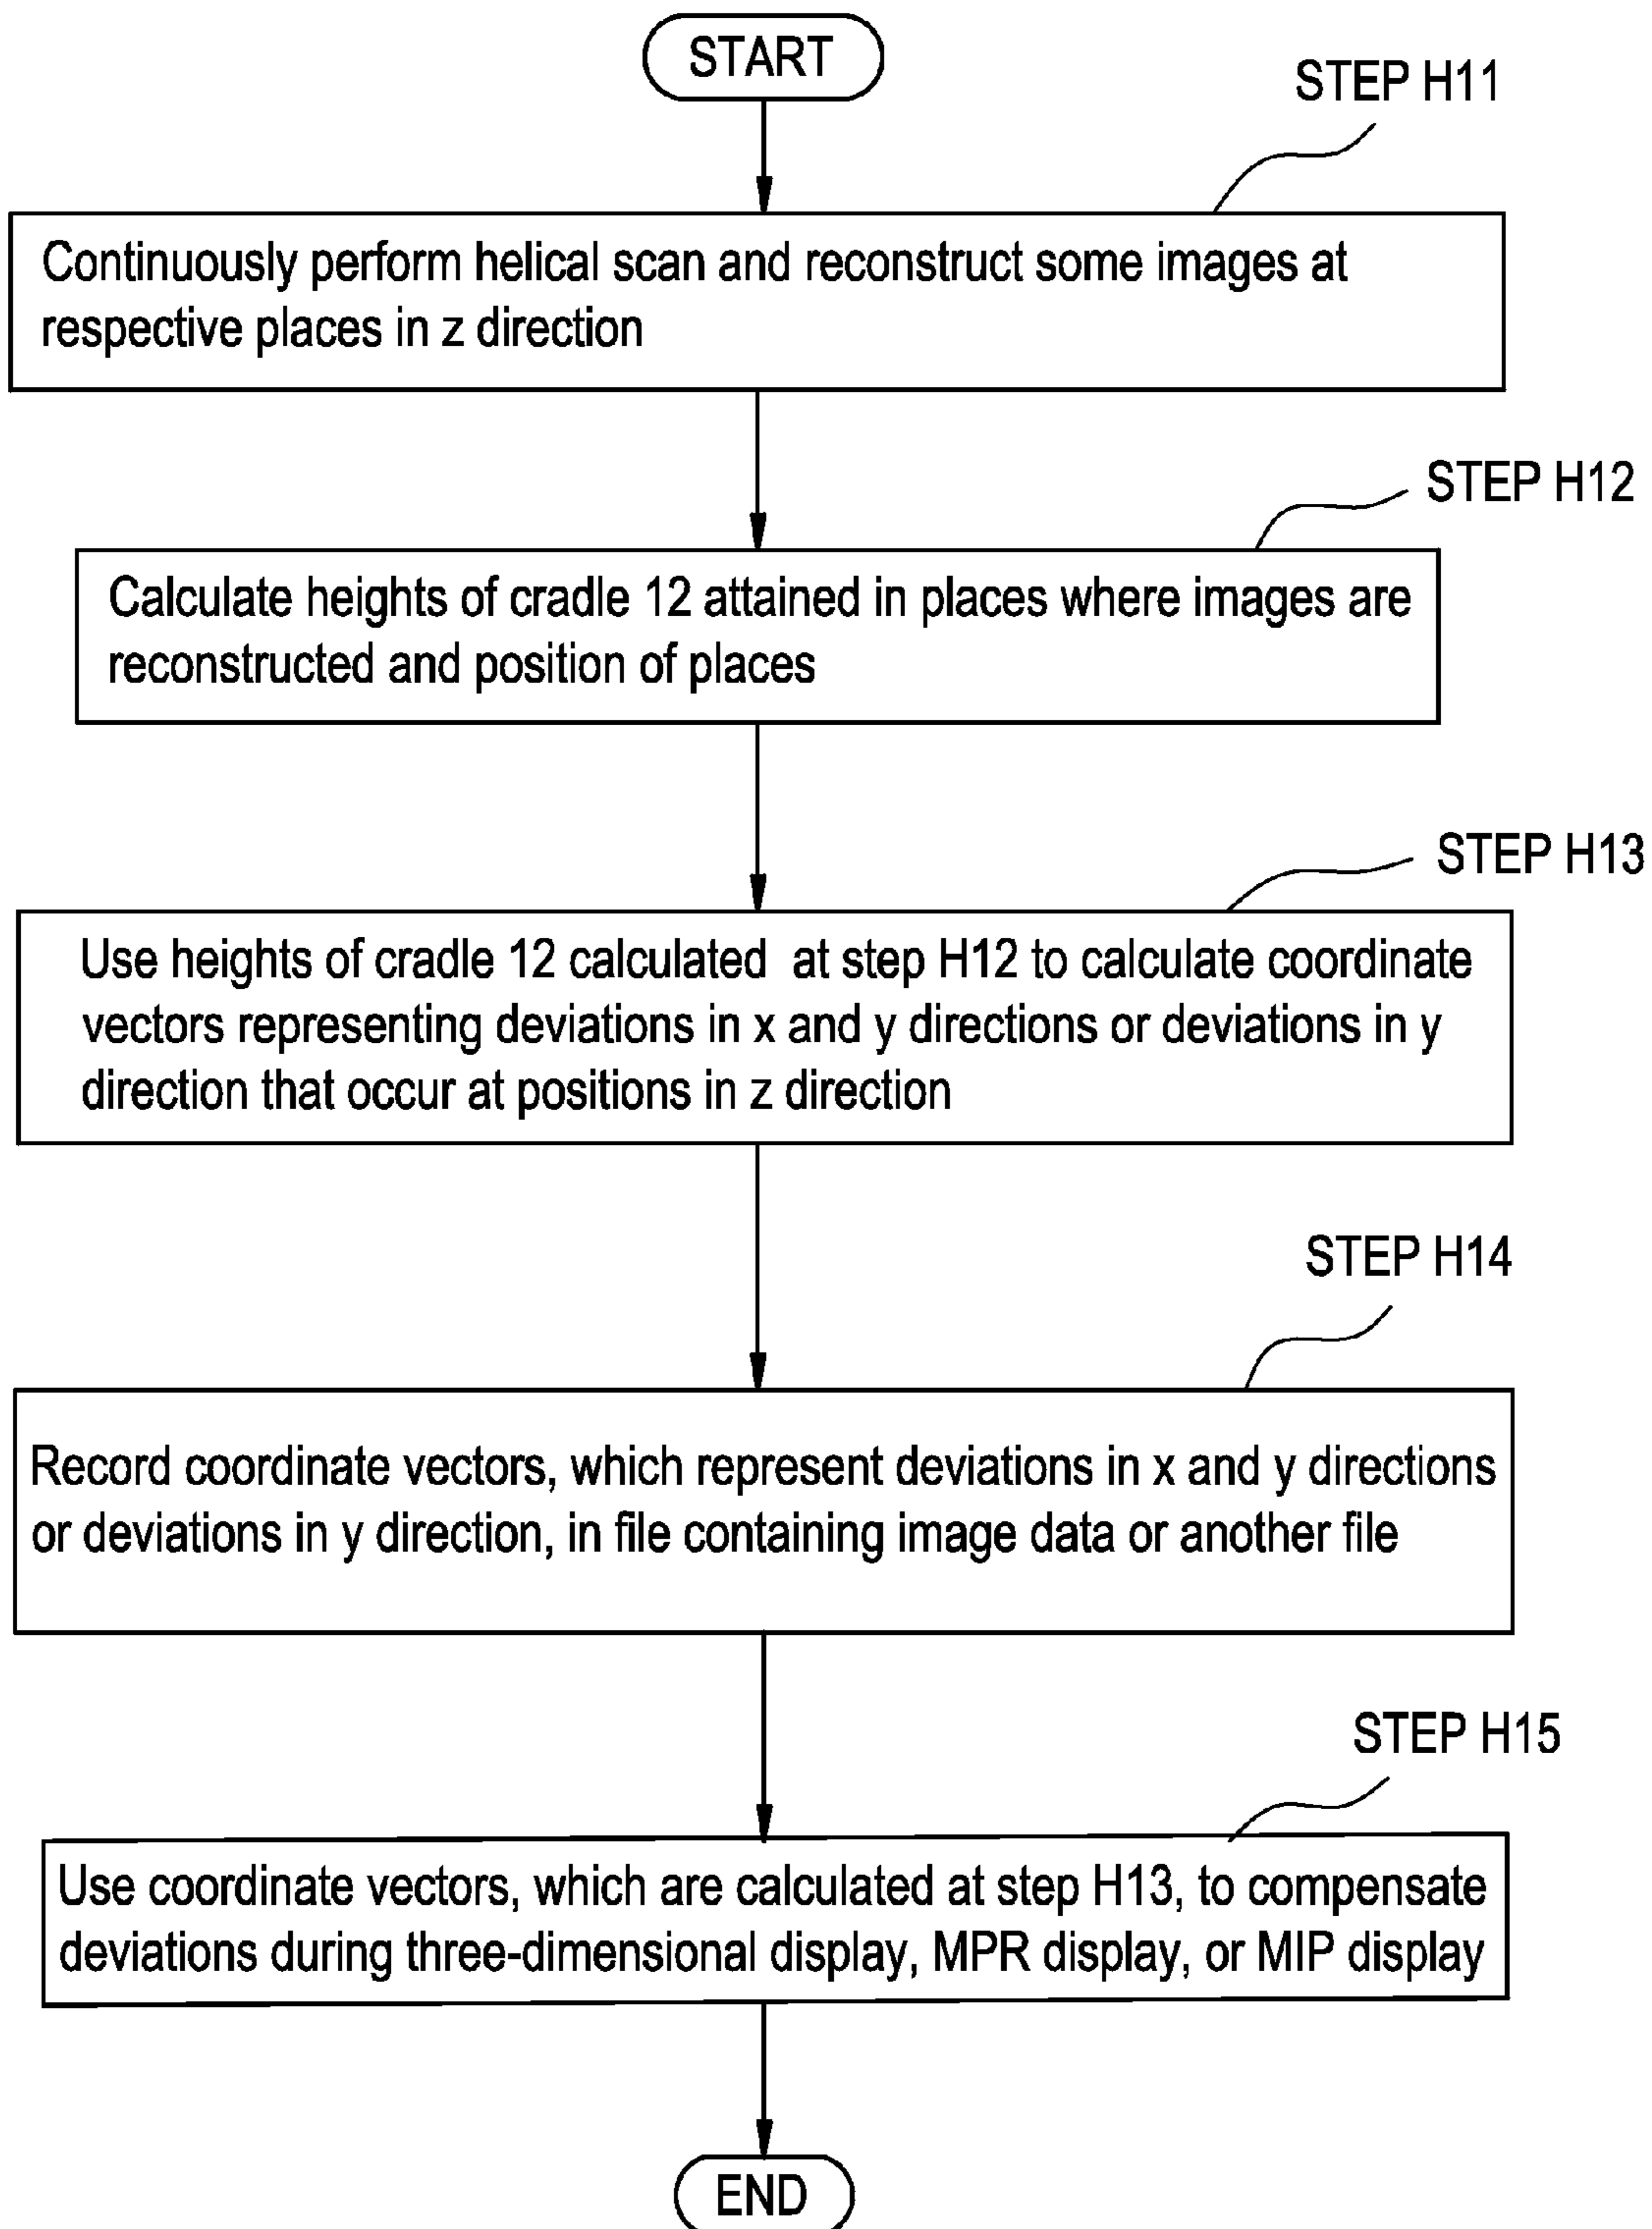 START
STEP H11
Continuously perform helical scan and reconstruct some images at
respective places in z direction
STEP H12
Calculate heights of cradle 12 attained in places where images are
reconstructed and position of places
STEP H13
Use heights of cradle 12 calculated at step H12 to calculate coordinate
vectors representing deviations in x and y directions or deviations in y
direction that occur at positions in z direction
STEP H14
Record coordinate vectors, which represent deviations in x and y directions
or deviations in y direction, in file containing image data or another file
STEP H15
Use coordinate vectors, which are calculated at step H13, to compensate
deviations during three-dimensional display, MPR display, or MIP display
END